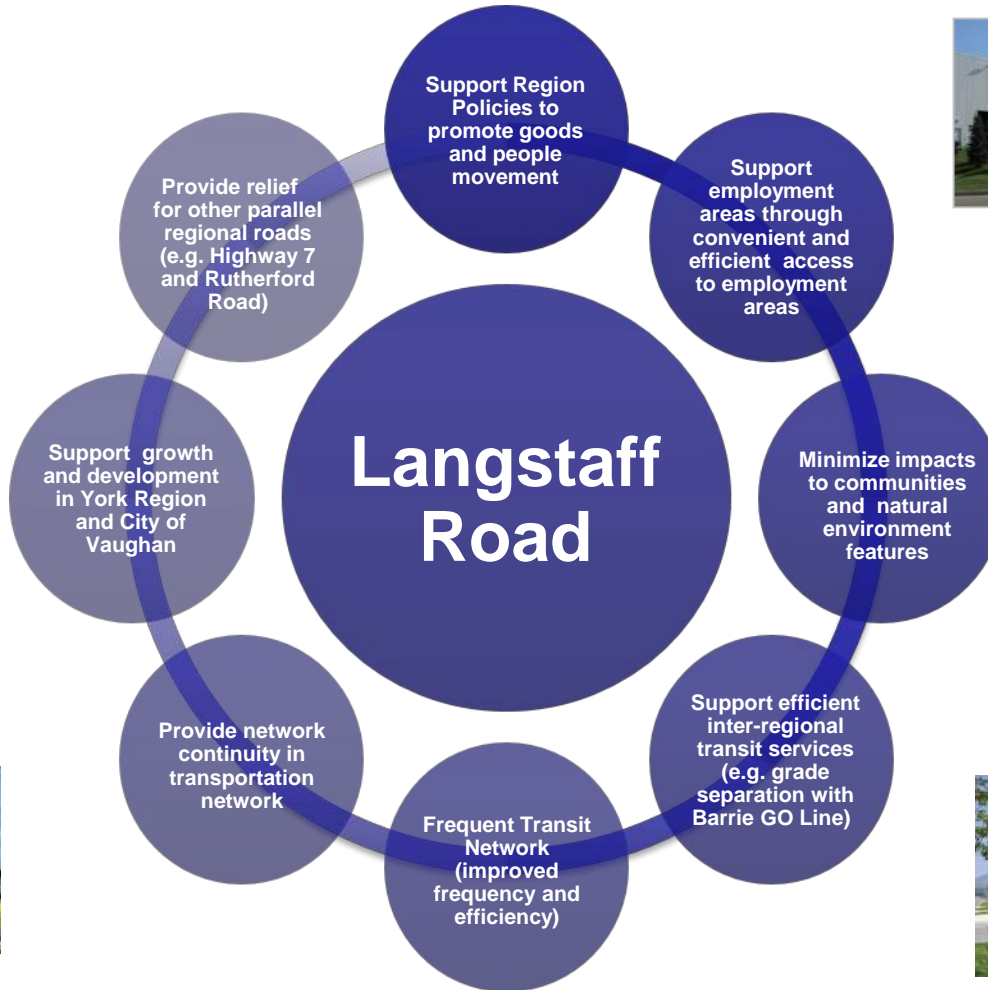 Support Region
Policies to
promote goods
and people
movement
Support
employment
areas through
convenient and
efficient access
to employment
areas
Minimize impacts
to communities
and natural
environment
features
Support efficient
inter-regional
transit services
(e.g. grade
separation with
Barrie GO Line)
Frequent Transit
Network
(improved
frequency and
efficiency)
Provide network
continuity in
transportation
network
Support growth
and development
in York Region
and City of
Vaughan
Provide relief
for other parallel
regional roads
(e.g. Highway 7
and Rutherford
Road)
Langstaff
Road